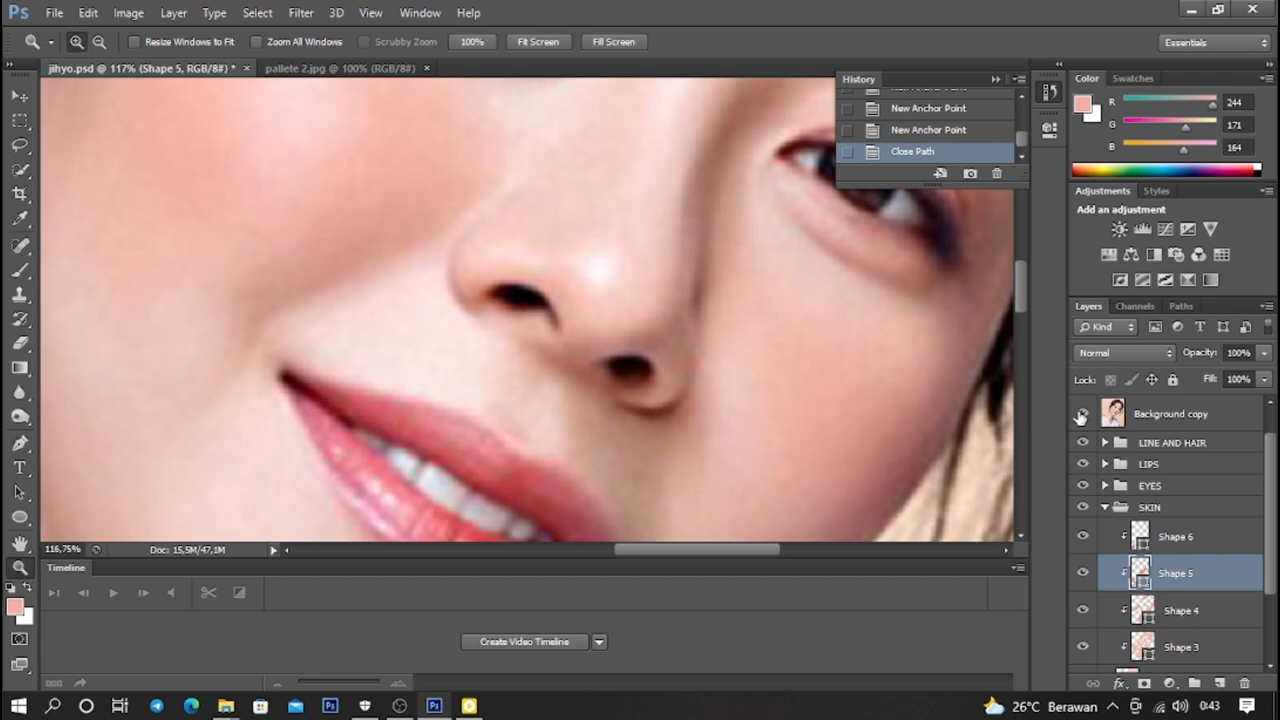 Ps File Edit Image Layer Type Select Filter 3D View Window Help
Resize Windows to Fit Zoom All Windows Scrubby Zoom 100% Fit Screen Fill Screen Essentials
jihyo.psd @ 117% (Shape 5, RGB/8#) * × pallete 2.jpg @ 100% (RGB/8#) ×
History
New Anchor Point
New Anchor Point
Close Path
Color Swatches
R 244
G 171
B 164
Adjustments Styles
Add an adjustment
Layers Channels Paths
Kind
Normal Opacity: 100%
Lock: Fill: 100%
Background copy
LINE AND HAIR
LIPS
EYES
SKIN
Shape 6
Shape 5
Shape 4
Shape 3
116,75% Doc: 15,5M/47,1M
Timeline
Create Video Timeline
26°C Berawan 0:43